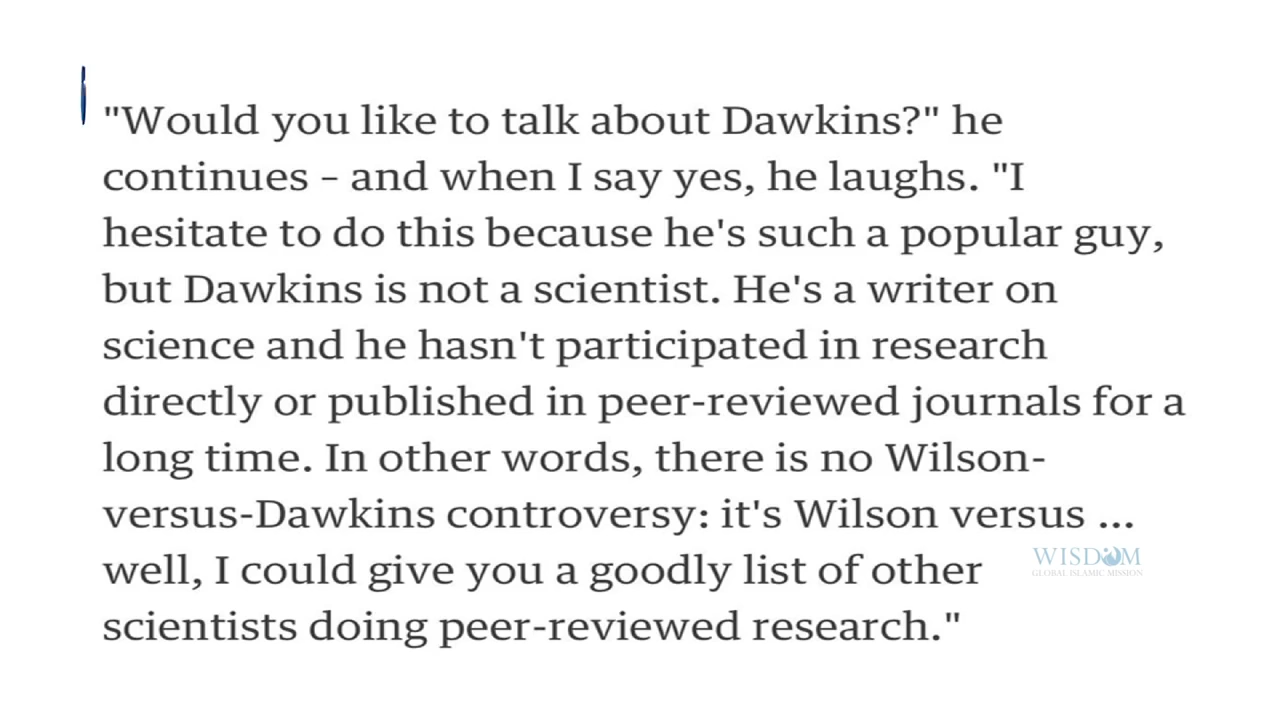 "Would you like to talk about Dawkins?" he
continues – and when I say yes, he laughs. "I
hesitate to do this because he's such a popular guy,
but Dawkins is not a scientist. He's a writer on
science and he hasn't participated in research
directly or published in peer-reviewed journals for a
long time. In other words, there is no Wilson-
versus-Dawkins controversy: it's Wilson versus ...
well, I could give you a goodly list of other
scientists doing peer-reviewed research."
WISDOM
GLOBAL ISLAMIC MISSION